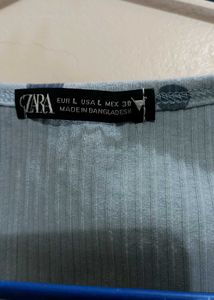 ZARA
EUR L USA L MEX 30
MADE IN BANGLADESH